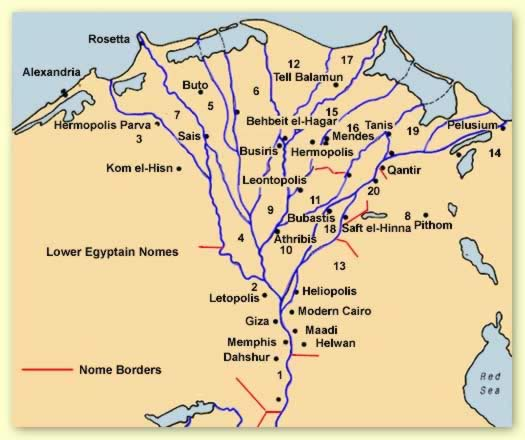 Rosetta
12
17
Alexandria
Tell Balamun
Buto
6
5
Behbeit el-Hagar
15
7
Hermopolis Parva
16
Tanis
19
Pelusium
3
Sais
Mendes
Busiris
Hermopolis
14
Kom el-Hisn
Qantir
Leontopolis
20
11
9
Bubastis
8
4
18
Saft el-Hinna
Pithom
Athribis
Lower Egyptian Nomes
10
13
2
Heliopolis
Letopolis
Modern Cairo
Giza
Maadi
Memphis
Helwan
Dahshur
Nome Borders
1
Red
Sea